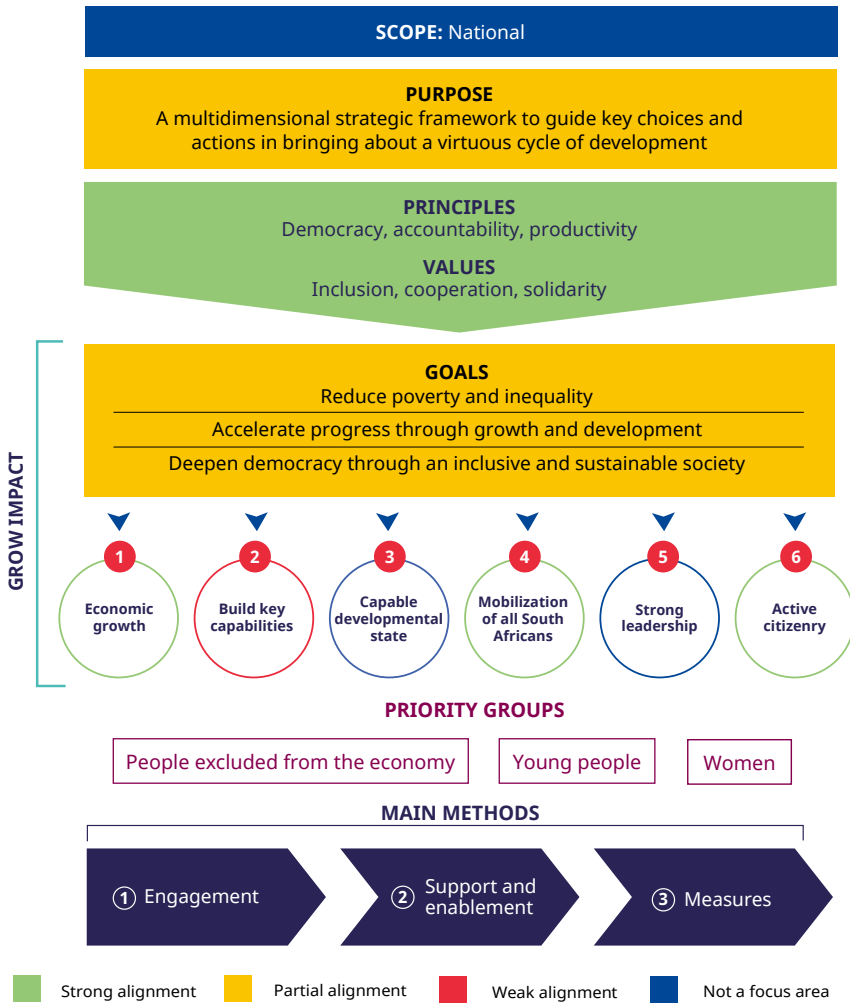 SCOPE: National
PURPOSE
A multidimensional strategic framework to guide key choices and
actions in bringing about a virtuous cycle of development
PRINCIPLES
Democracy, accountability, productivity
VALUES
Inclusion, cooperation, solidarity
GROW IMPACT
GOALS
Reduce poverty and inequality
Accelerate progress through growth and development
Deepen democracy through an inclusive and sustainable society
1
Economic
growth
2
Build key
capabilities
3
Capable
developmental
state
4
Mobilization
of all South
Africans
5
Strong
leadership
6
Active
citizenry
PRIORITY GROUPS
People excluded from the economy
Young people
Women
MAIN METHODS
1 Engagement
2 Support and
enablement
3 Measures
Strong alignment
Partial alignment
Weak alignment
Not a focus area